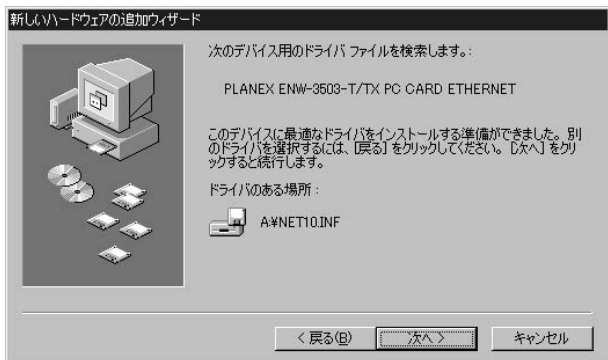 新しいハードウェアの追加ウィザード
次のデバイス用のドライバ ファイルを検索します。:
PLANEX ENW-3503-T/TX PC CARD ETHERNET
このデバイスに最適なドライバをインストールする準備ができました。別
のドライバを選択するには、[戻る] をクリックしてください。[次へ] をクリ
ックすると続行します。
ドライバのある場所 :
A:¥NET10.INF
< 戻る(B)
次へ >
キャンセル